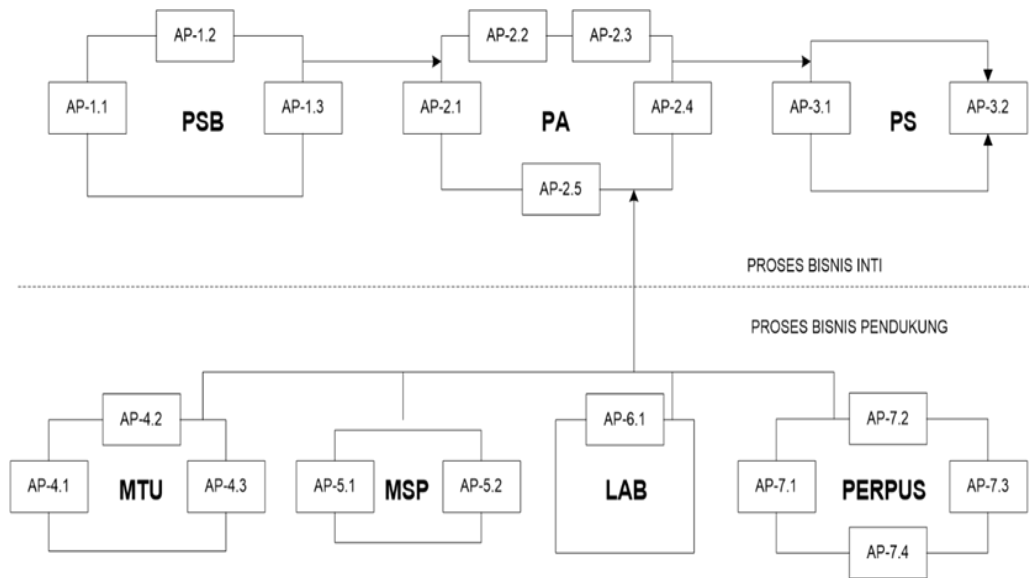 AP-1.2
AP-2.2
AP-2.3
AP-1.1
PSB
AP-1.3
AP-2.1
PA
AP-2.4
AP-3.1
PS
AP-3.2
AP-2.5
PROSES BISNIS INTI
PROSES BISNIS PENDUKUNG
AP-4.2
AP-6.1
AP-7.2
AP-4.1
MTU
AP-4.3
AP-5.1
MSP
AP-5.2
LAB
AP-7.1
PERPUS
AP-7.3
AP-7.4